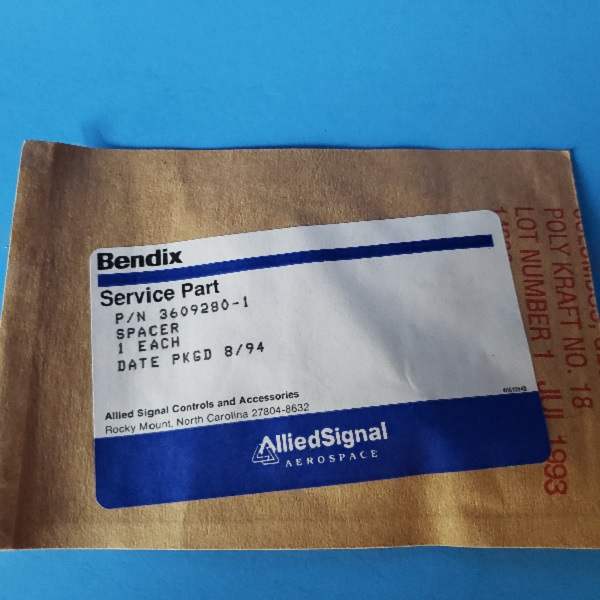 Bendix
Service Part
P/N 3609280-1
SPACER
1 EACH
DATE PKGD 8/94
Allied Signal Controls and Accessories
Rocky Mount, North Carolina 27804-8632
AlliedSignal
AEROSPACE
POLY KRAFT NO. 18
LOT NUMBER 1 JUL 1993